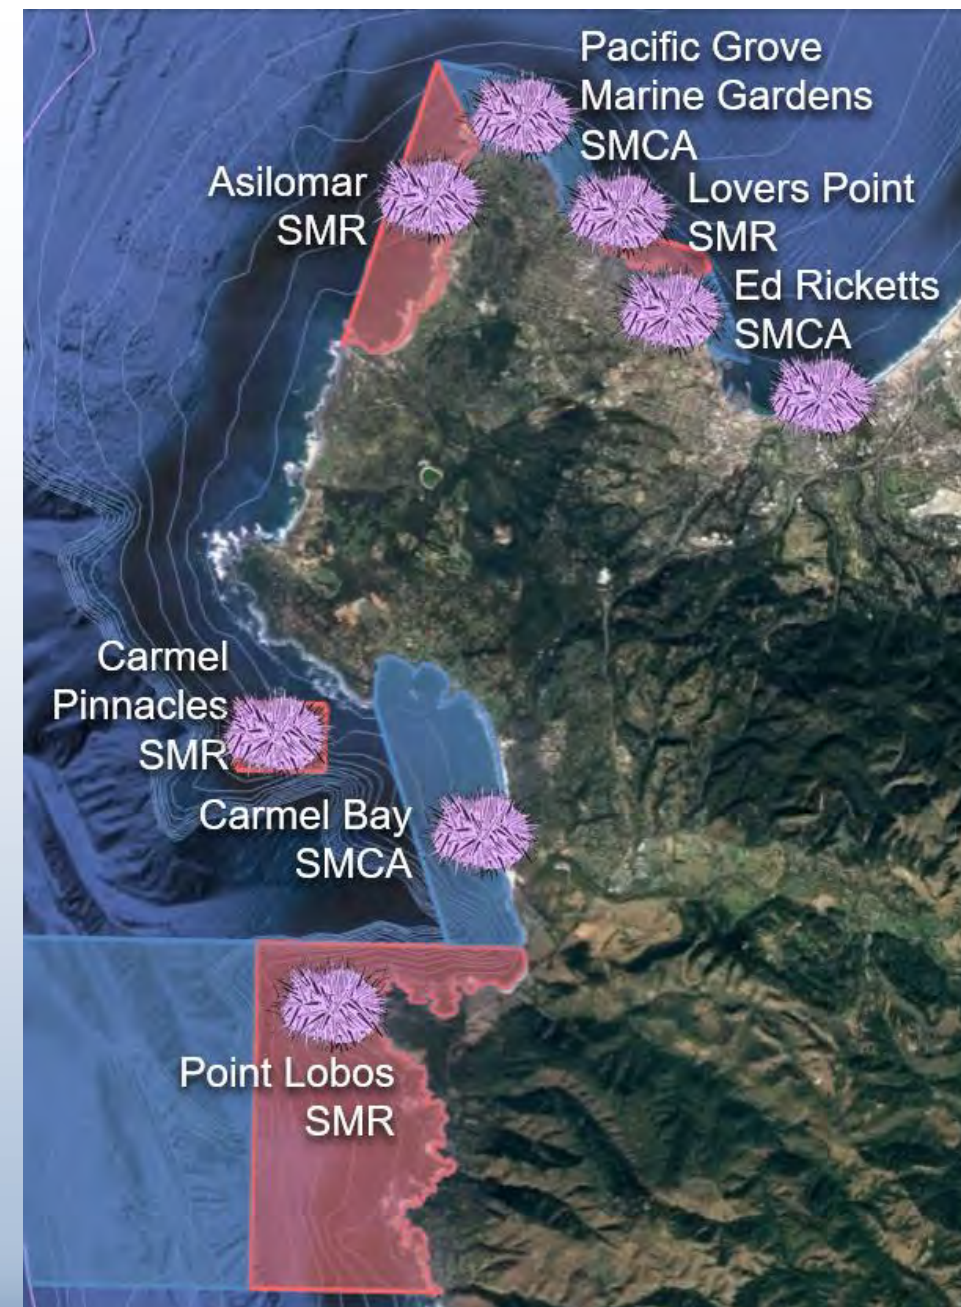 Pacific Grove
Marine Gardens
SMCA
Asilomar
SMR
Lovers Point
SMR
Ed Ricketts
SMCA
Carmel
Pinnacles
SMR
Carmel Bay
SMCA
Point Lobos
SMR